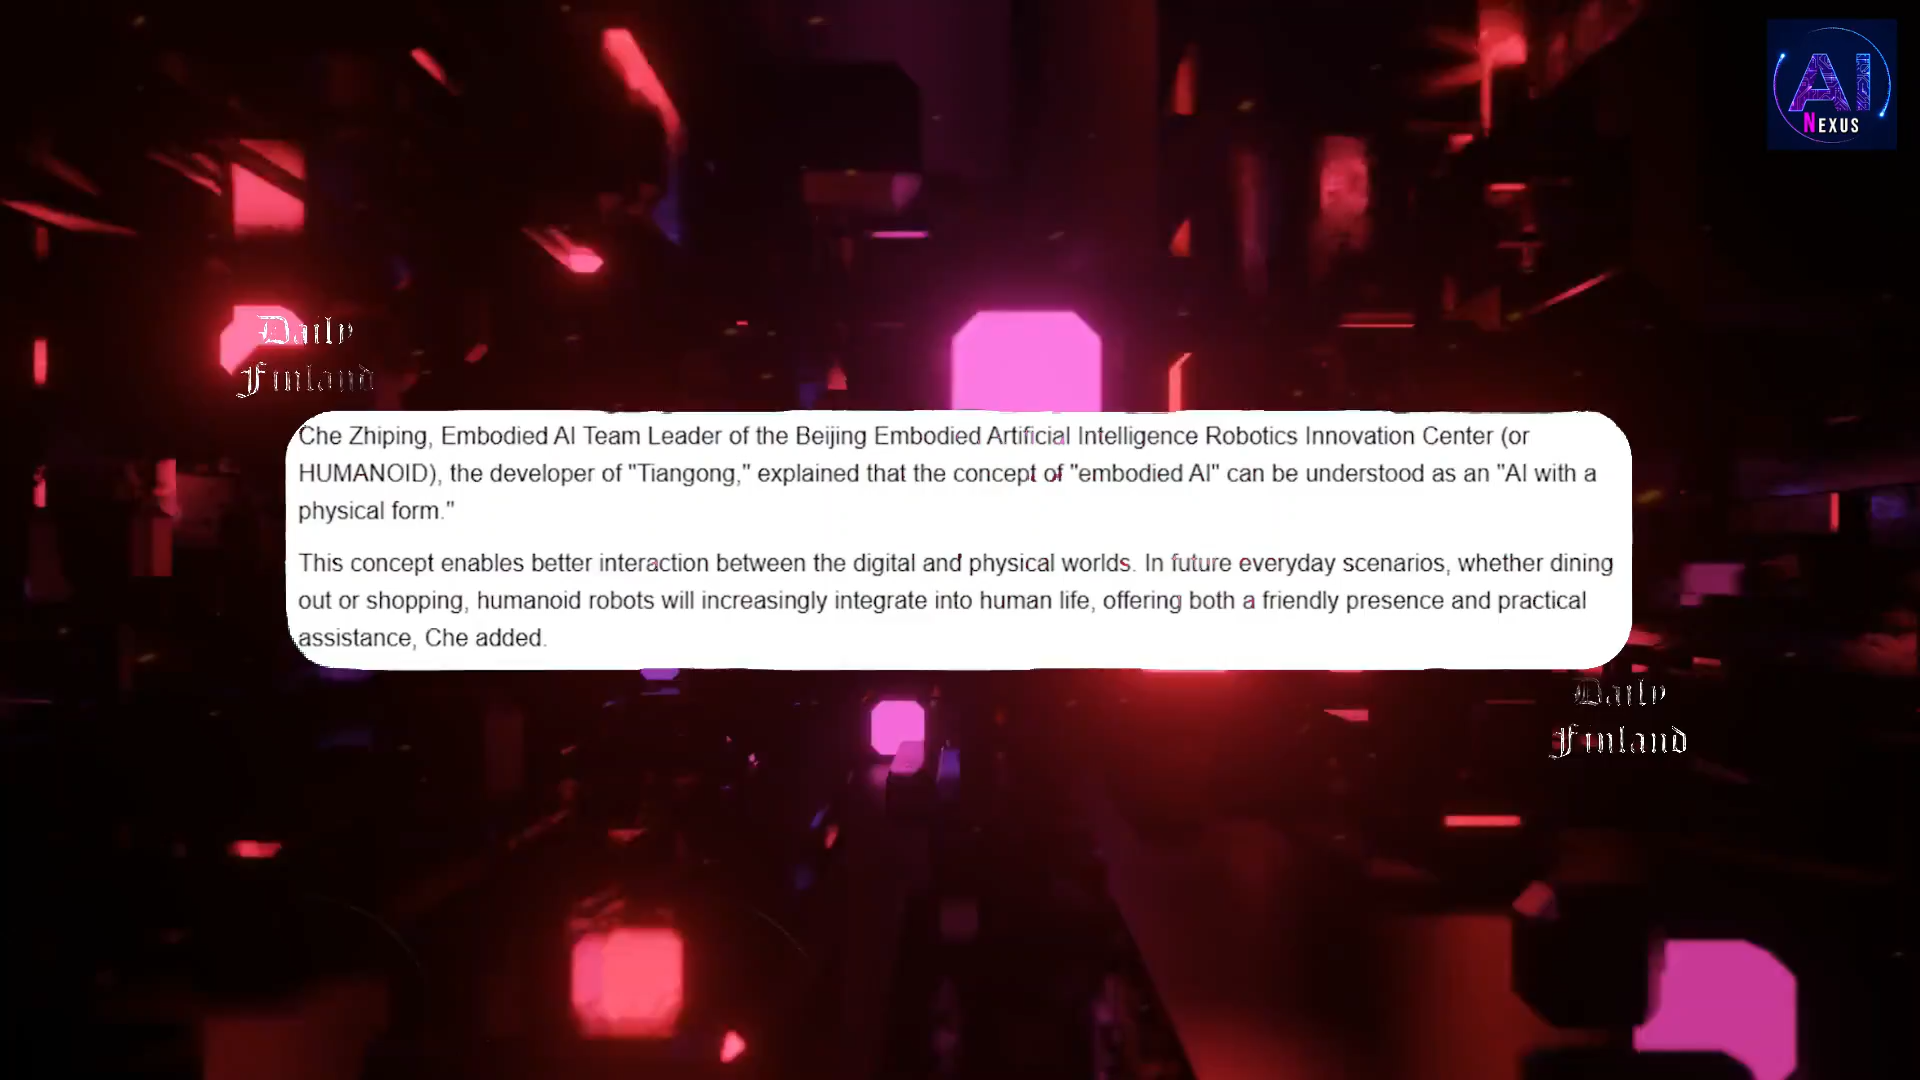 AI
NEXUS
Daily
Finland
Che Zhiping, Embodied AI Team Leader of the Beijing Embodied Artificial Intelligence Robotics Innovation Center (or
HUMANOID), the developer of "Tiangong," explained that the concept of "embodied AI" can be understood as an "AI with a
physical form."
This concept enables better interaction between the digital and physical worlds. In future everyday scenarios, whether dining
out or shopping, humanoid robots will increasingly integrate into human life, offering both a friendly presence and practical
assistance, Che added.
Daily
Finland